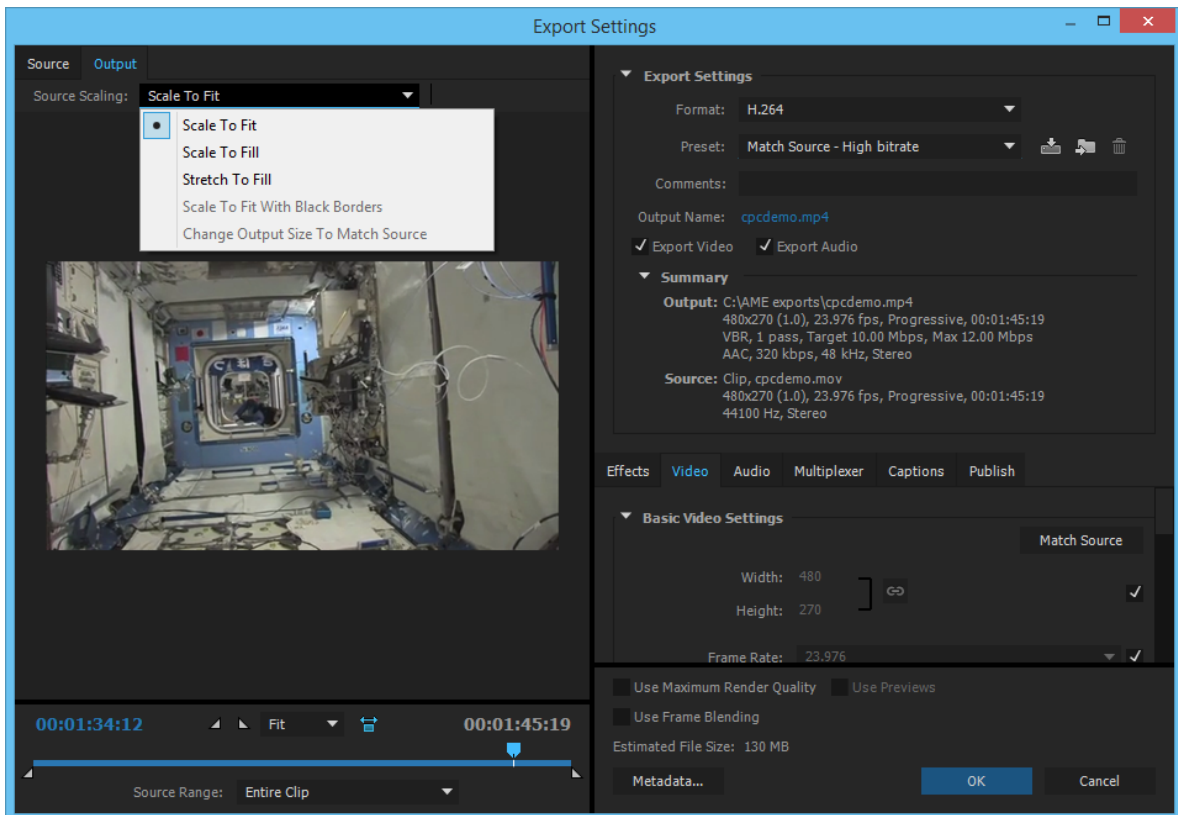 Export Settings
Source Output
Source Scaling: Scale To Fit
Scale To Fit
Scale To Fill
Stretch To Fill
Scale To Fit With Black Borders
Change Output Size To Match Source
00:01:34:12 Fit 00:01:45:19
Source Range: Entire Clip
Export Settings
Format: H.264
Preset: Match Source - High bitrate
Comments:
Output Name: cpcdemo.mp4
Export Video Export Audio
Summary
Output: C:\AME exports\cpcdemo.mp4
480x270 (1.0), 23.976 fps, Progressive, 00:01:45:19
VBR, 1 pass, Target 10.00 Mbps, Max 12.00 Mbps
AAC, 320 kbps, 48 kHz, Stereo
Source: Clip, cpcdemo.mov
480x270 (1.0), 23.976 fps, Progressive, 00:01:45:19
44100 Hz, Stereo
Effects Video Audio Multiplexer Captions Publish
Basic Video Settings
Match Source
Width: 480
Height: 270
Frame Rate: 23.976
Use Maximum Render Quality Use Previews
Use Frame Blending
Estimated File Size: 130 MB
Metadata... OK Cancel